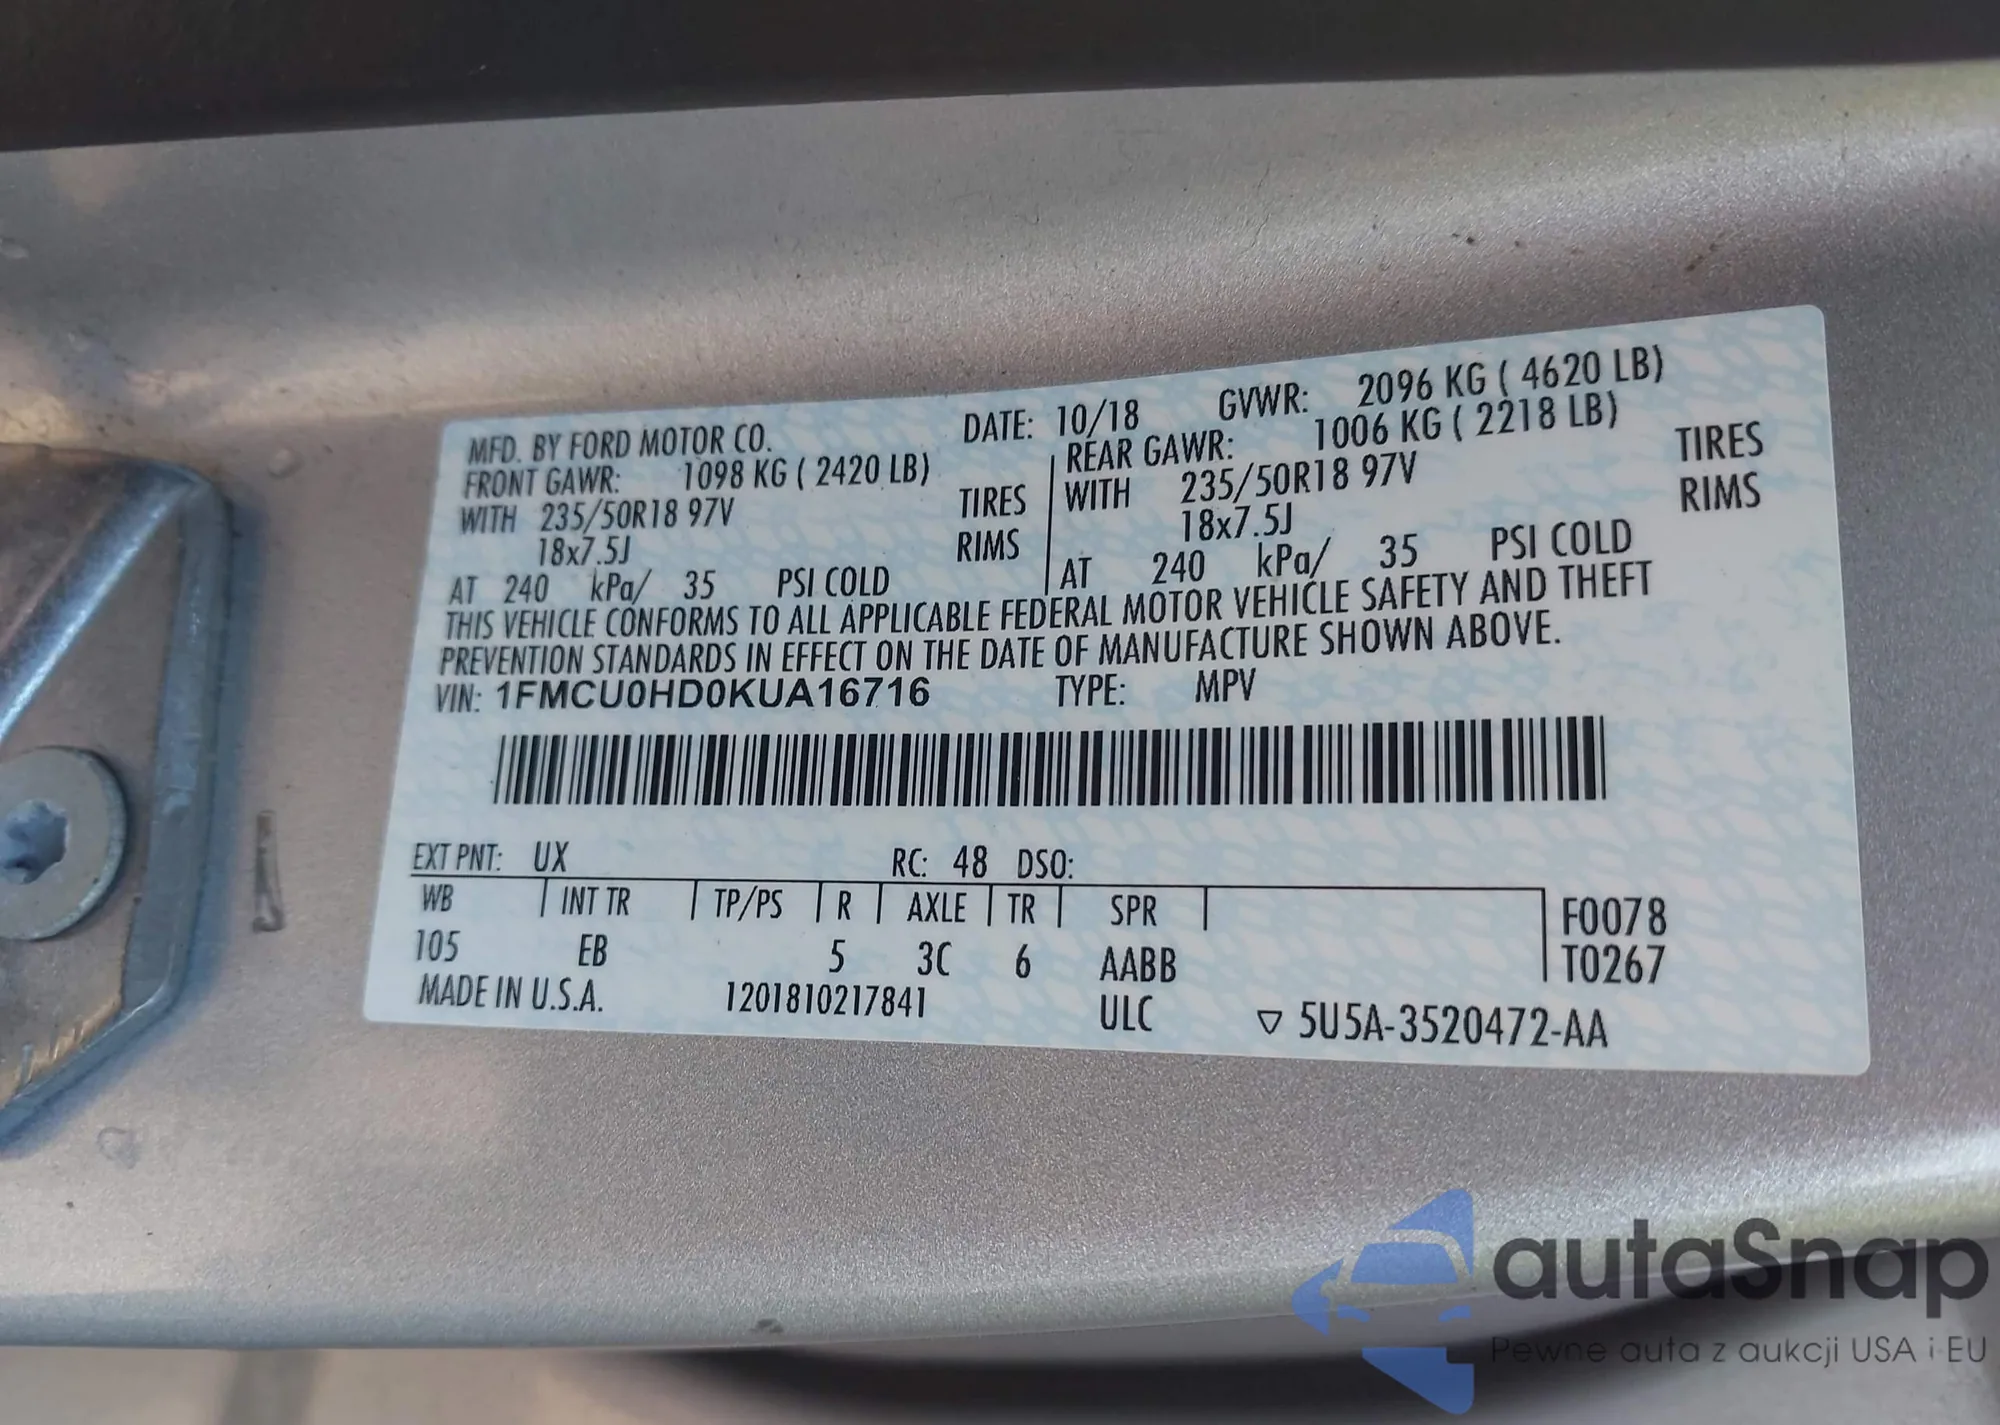 MFD. BY FORD MOTOR CO. DATE: 10/18 GVWR: 2096 KG ( 4620 LB)
FRONT GAWR: 1098 KG ( 2420 LB) REAR GAWR: 1006 KG ( 2218 LB)
WITH 235/50R18 97V TIRES WITH 235/50R18 97V TIRES
18x7.5J RIMS 18x7.5J RIMS
AT 240 kPa/ 35 PSI COLD AT 240 kPa/ 35 PSI COLD
THIS VEHICLE CONFORMS TO ALL APPLICABLE FEDERAL MOTOR VEHICLE SAFETY AND THEFT
PREVENTION STANDARDS IN EFFECT ON THE DATE OF MANUFACTURE SHOWN ABOVE.
VIN: 1FMCU0HD0KUA16716 TYPE: MPV
EXT PNT: UX RC: 48 DSO:
WB INT TR TP/PS R AXLE TR SPR F0078
105 EB 5 3C 6 AABB T0267
MADE IN U.S.A. 1201810217841 ULC ▽ 5U5A-3520472-AA
autaSnap
Pewne auta z aukcji USA i EU